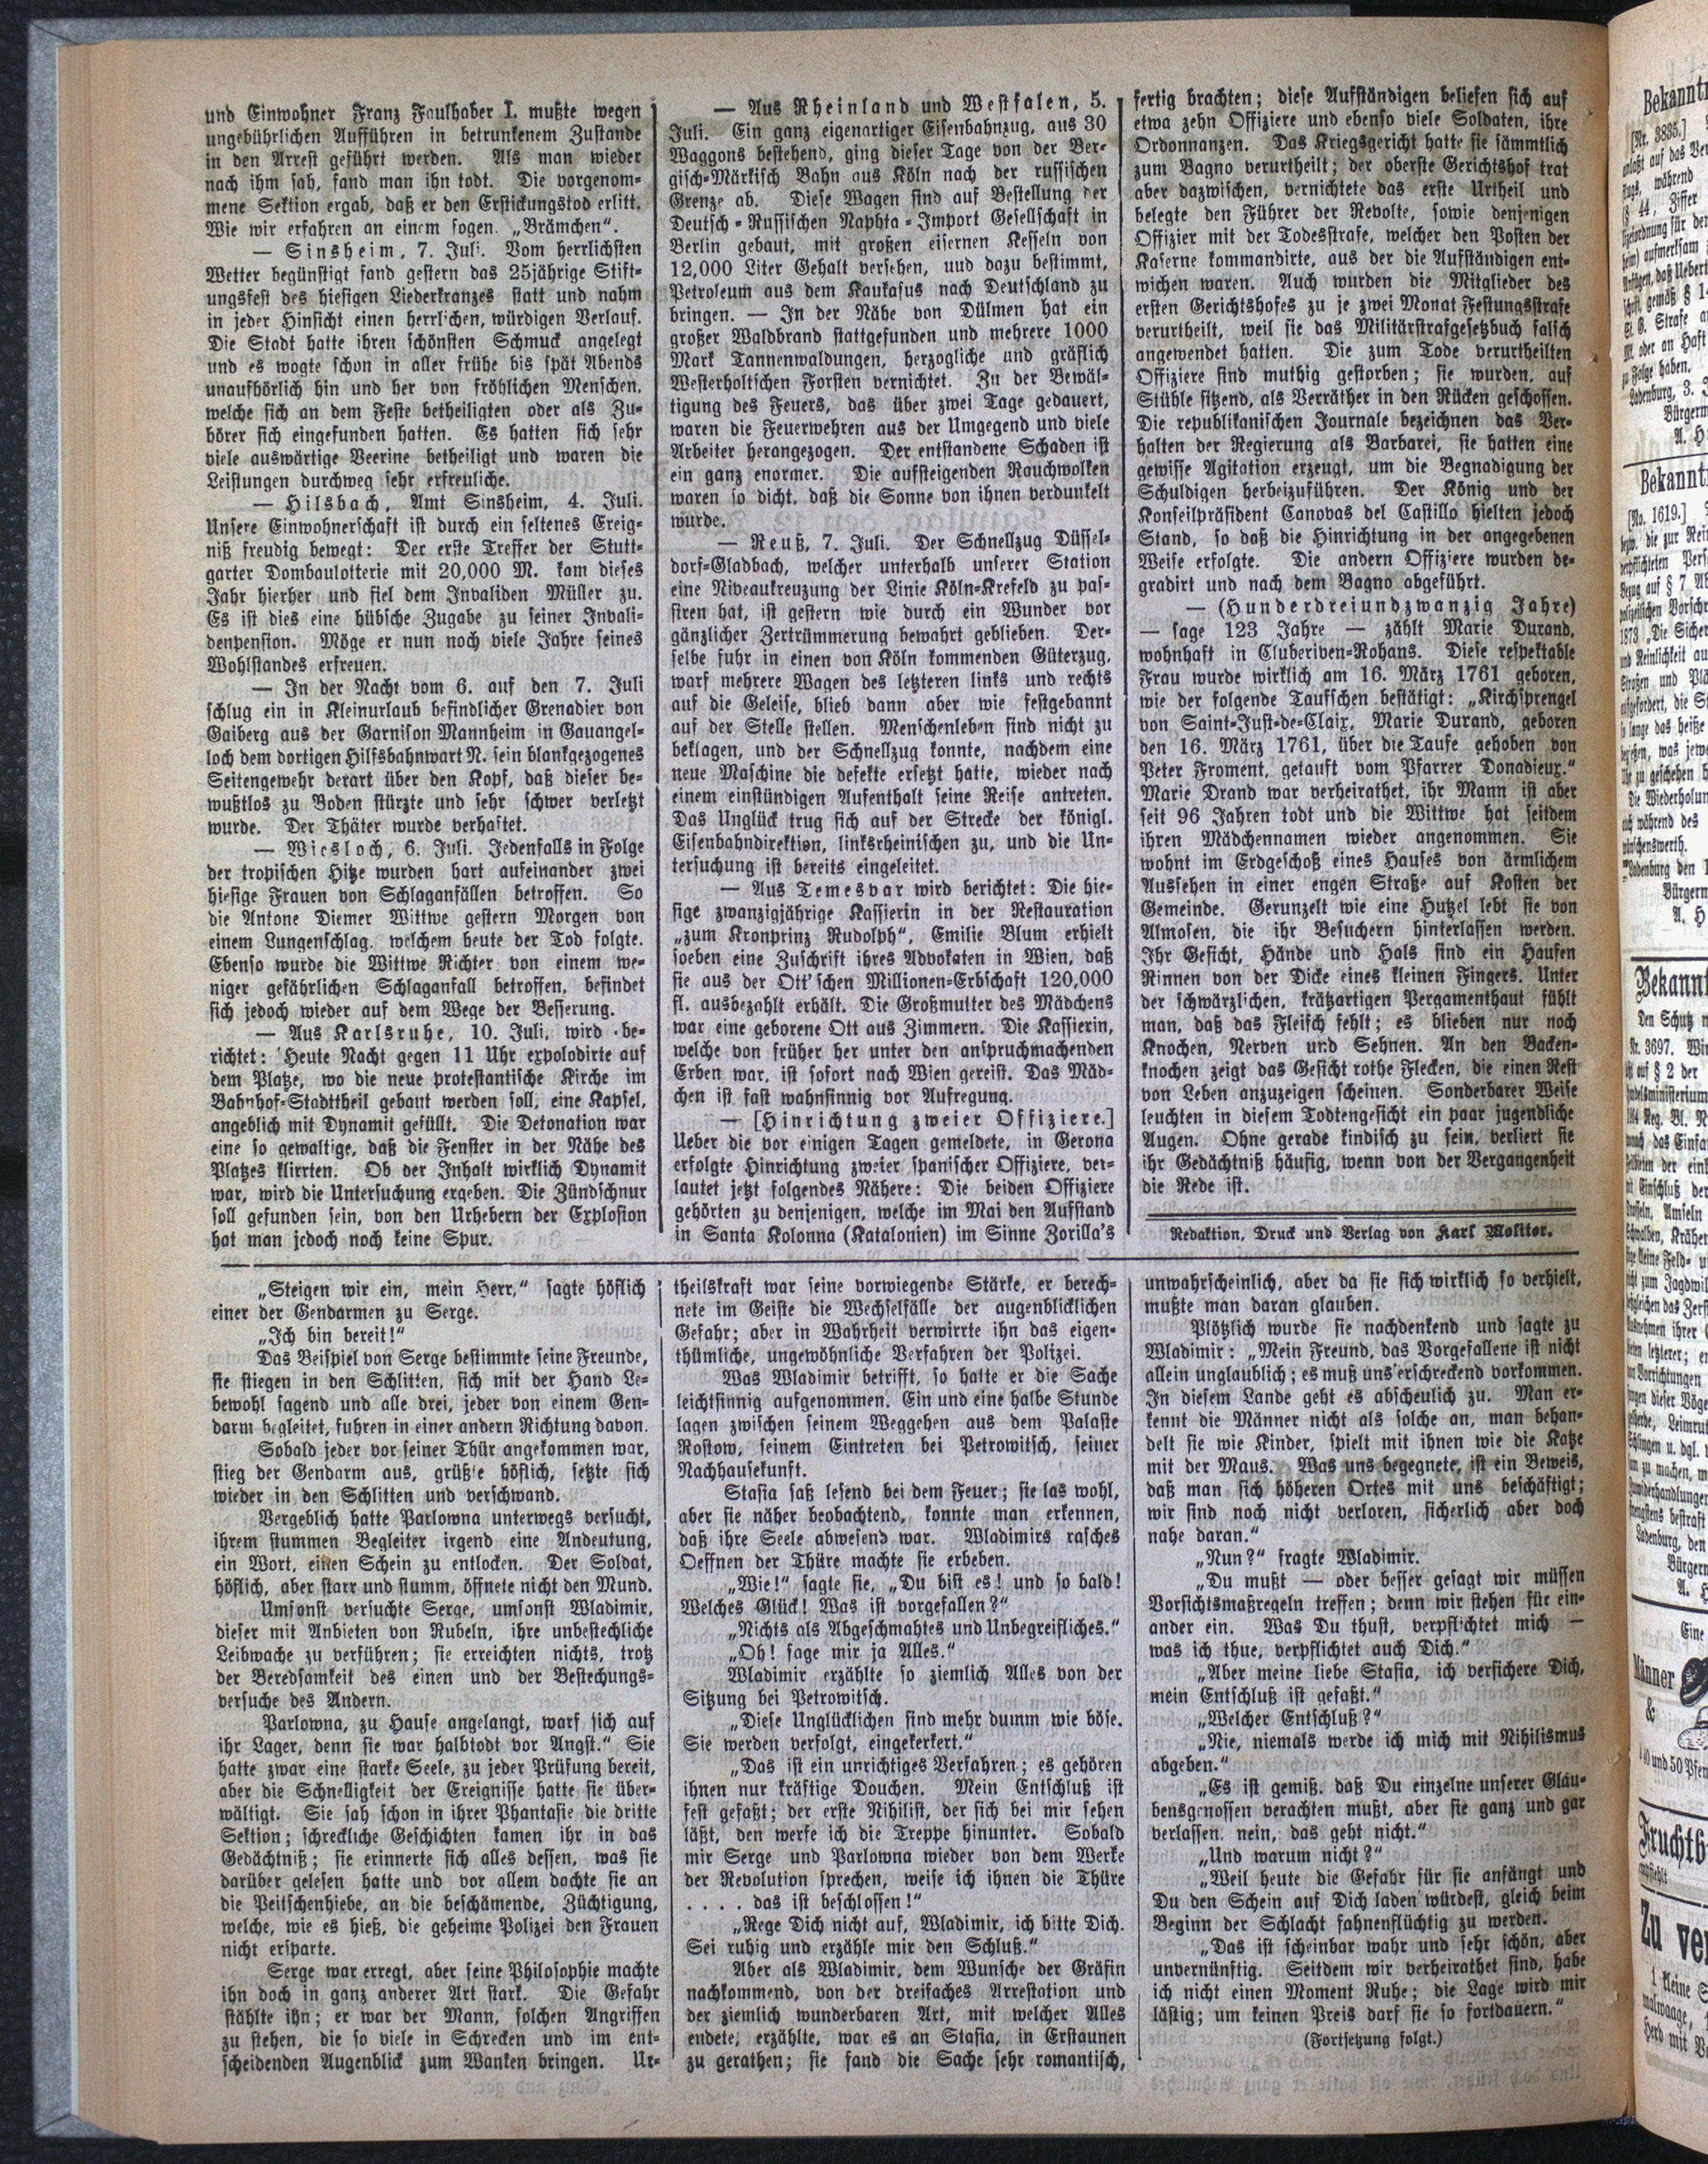 und Einwohner Franz Faulhaber I. mußte wegen
ungebührlichen Aufführen in betrunkenem Zustande
in den Arrest geführt werden. Als man wieder
nach ihm sah, fand man ihn todt. Die vorgenom-
mene Sektion ergab, daß er den Erstickungstod erlitt.
Wie wir erfahren an einem sogen. „Brämchen“.
— Sinsheim, 7. Juli. Vom herrlichsten
Wetter begünstigt fand gestern das 25jährige Stift-
ungsfest des hiesigen Liederkranzes statt und nahm
in jeder Hinsicht einen herrlichen, würdigen Verlauf.
Die Stadt hatte ihren schönsten Schmuck angelegt
und es wogte schon in aller frühe bis spät Abends
unaufhörlich hin und her von fröhlichen Menschen,
welche sich an dem Feste betheiligten oder als Zu-
hörer sich eingefunden hatten. Es hatten sich sehr
viele auswärtige Veerine betheiligt und waren die
Leistungen durchweg sehr erfreuliche.
— Hilsbach, Amt Sinsheim, 4. Juli.
Unsere Einwohnerschaft ist durch ein seltenes Ereig-
niß freudig bewegt: Der erste Treffer der Stutt-
garter Dombaulotterie mit 20,000 M. kam dieses
Jahr hierher und fiel dem Invaliden Müller zu.
Es ist dies eine hübsche Zugabe zu seiner Invali-
denpension. Möge er nun noch viele Jahre seines
Wohlstandes erfreuen.
— In der Nacht vom 6. auf den 7. Juli
schlug ein in Kleinurlaub befindlicher Grenadier von
Gaiberg aus der Garnison Mannheim in Gauangel-
loch dem dortigen Hilfsbahnwart N. sein blankgezogenes
Seitengewehr derart über den Kopf, daß dieser be-
wußtlos zu Boden stürzte und sehr schwer verletzt
wurde. Der Thäter wurde verhaftet.
— Wiesloch, 6. Juli. Jedenfalls in Folge
der tropischen Hitze wurden hart aufeinander zwei
hiesige Frauen von Schlaganfällen betroffen. So
die Antone Diemer Wittwe gestern Morgen von
einem Lungenschlag, welchem heute der Tod folgte.
Ebenso wurde die Wittwe Richter von einem we-
niger gefährlichen Schlaganfall betroffen, befindet
sich jedoch wieder auf dem Wege der Besserung.
— Aus Karlsruhe, 10. Juli, wird be-
richtet: Heute Nacht gegen 11 Uhr expolodirte auf
dem Platze, wo die neue protestantische Kirche im
Bahnhof-Stadttheil gebaut werden soll, eine Kapsel,
angeblich mit Dynamit gefüllt. Die Detonation war
eine so gewaltige, daß die Fenster in der Nähe des
Platzes klirrten. Ob der Inhalt wirklich Dynamit
war, wird die Untersuchung ergeben. Die Zündschnur
soll gefunden sein, von den Urhebern der Explosion
hat man jedoch noch keine Spur.
— Aus Rheinland und Westfalen, 5.
Juli. Ein ganz eigenartiger Eisenbahnzug, aus 30
Waggons bestehend, ging dieser Tage von der Ber-
gisch-Märkisch Bahn aus Köln nach der russischen
Grenze ab. Diese Wagen sind auf Bestellung der
Deutsch-Russischen Naphta-Import Gesellschaft in
Berlin gebaut, mit großen eisernen Kesseln von
12,000 Liter Gehalt versehen, und dazu bestimmt,
Petroleum aus dem Kaukasus nach Deutschland zu
bringen. — In der Nähe von Dülmen hat ein
großer Waldbrand stattgefunden und mehrere 1000
Mark Tannenwaldungen, herzogliche und gräflich
Westerholtschen Forsten vernichtet. Zu der Bewäl-
tigung des Feuers, das über zwei Tage gedauert,
waren die Feuerwehren aus der Umgegend und viele
Arbeiter herangezogen. Der entstandene Schaden ist
ein ganz enormer. Die aufsteigenden Rauchwolken
waren so dicht, daß die Sonne von ihnen verdunkelt
wurde.
— Reuß, 7. Juli. Der Schnellzug Düssel-
dorf-Gladbach, welcher unterhalb unserer Station
eine Niveaukreuzung der Linie Köln-Krefeld zu pas-
siren hat, ist gestern wie durch ein Wunder vor
gänzlicher Zertrümmerung bewahrt geblieben. Der-
selbe fuhr in einen von Köln kommenden Güterzug,
warf mehrere Wagen des letzteren links und rechts
auf die Geleise, blieb dann aber wie festgebannt
auf der Stelle stellen. Menschenleben sind nicht zu
beklagen, und der Schnellzug konnte, nachdem eine
neue Maschine die defekte ersetzt hatte, wieder nach
einem einstündigen Aufenthalt seine Reise antreten.
Das Unglück trug sich auf der Strecke der königl.
Eisenbahndirektion, linksrheinischen zu, und die Un-
tersuchung ist bereits eingeleitet.
— Aus Temesvar wird berichtet: Die hie-
sige zwanzigjährige Kassierin in der Restauration
„zum Kronprinz Rudolph“, Emilie Blum erhielt
soeben eine Zuschrift ihres Advokaten in Wien, daß
sie aus der Ott'schen Millionen-Erbschaft 120,000
fl. ausbezahlt erhält. Die Großmutter des Mädchens
war eine geborene Ott aus Zimmern. Die Kassierin,
welche von früher her unter den anspruchmachenden
Erben war, ist sofort nach Wien gereist. Das Mäd-
chen ist fast wahnsinnig vor Aufregung.
— [Hinrichtung zweier Offiziere.]
Ueber die vor einigen Tagen gemeldete, in Gerona
erfolgte Hinrichtung zweier spanischer Offiziere, ver-
lautet jetzt folgendes Nähere: Die beiden Offiziere
gehörten zu denjenigen, welche im Mai den Aufstand
in Santa Kolonna (Katalonien) im Sinne Zorilla's
fertig brachten; diese Aufständigen beliefen sich auf
etwa zehn Offiziere und ebenso viele Soldaten, ihre
Ordonnanzen. Das Kriegsgericht hatte sie sämmtlich
zum Bagno verurtheilt; der oberste Gerichtshof trat
aber dazwischen, vernichtete das erste Urtheil und
belegte den Führer der Revolte, sowie denjenigen
Offizier mit der Todesstrafe, welcher den Posten der
Kaserne kommandirte, aus der die Aufständigen ent-
wichen waren. Auch wurden die Mitglieder des
ersten Gerichtshofes zu je zwei Monat Festungsstrafe
verurtheilt, weil sie das Militärstrafgesetzbuch falsch
angewendet hatten. Die zum Tode verurtheilten
Offiziere sind muthig gestorben; sie wurden, auf
Stühle sitzend, als Verräther in den Rücken geschossen.
Die republikanischen Journale bezeichnen das Ver-
halten der Regierung als Barbarei, sie hatten eine
gewisse Agitation erzeugt, um die Begnadigung der
Schuldigen herbeizuführen. Der König und der
Konseilpräsident Canovas del Castillo hielten jedoch
Stand, so daß die Hinrichtung in der angegebenen
Weise erfolgte. Die andern Offiziere wurden de-
gradirt und nach dem Bagno abgeführt.
— (Hunderdreiundzwanzig Jahre)
— sage 123 Jahre — zählt Marie Durand,
wohnhaft in Cluberiven-Rohans. Diese respektable
Frau wurde wirklich am 16. März 1761 geboren,
wie der folgende Taufschen bestätigt: „Kirchsprengel
von Saint-Just-de-Claix, Marie Durand, geboren
den 16. März 1761, über die Taufe gehoben von
Peter Froment, getauft vom Pfarrer Donadieux.“
Marie Drand war verheirathet, ihr Mann ist aber
seit 96 Jahren todt und die Wittwe hat seitdem
ihren Mädchennamen wieder angenommen. Sie
wohnt im Erdgeschoß eines Hauses von ärmlichem
Aussehen in einer engen Straße auf Kosten der
Gemeinde. Gerunzelt wie eine Hutzel lebt sie von
Almosen, die ihr Besuchern hinterlassen werden.
Ihr Gesicht, Hände und Hals sind ein Haufen
Rinnen von der Dicke eines kleinen Fingers. Unter
der schwärzlichen, krätzartigen Pergamenthaut fühlt
man, daß das Fleisch fehlt; es blieben nur noch
Knochen, Nerven und Sehnen. An den Backen-
knochen zeigt das Gesicht rothe Flecken, die einen Rest
von Leben anzuzeigen scheinen. Sonderbarer Weise
leuchten in diesem Todtengesicht ein paar jugendliche
Augen. Ohne gerade kindisch zu sein, verliert sie
ihr Gedächtniß häufig, wenn von der Vergangenheit
die Rede ist.
Redaktion, Druck und Verlag von Karl Molitor.
„Steigen wir ein, mein Herr,“ sagte höflich
einer der Gendarmen zu Serge.
„Ich bin bereit!“
Das Beispiel von Serge bestimmte seine Freunde,
sie stiegen in den Schlitten, sich mit der Hand Le-
bewohl sagend und alle drei, jeder von einem Gen-
darm begleitet, fuhren in einer andern Richtung davon.
Sobald jeder vor seiner Thür angekommen war,
stieg der Gendarm aus, grüßte höflich, setzte sich
wieder in den Schlitten und verschwand.
Vergeblich hatte Parlowna unterwegs versucht,
ihrem stummen Begleiter irgend eine Andeutung,
ein Wort, einen Schein zu entlocken. Der Soldat,
höflich, aber starr und stumm, öffnete nicht den Mund.
Umsonst versuchte Serge, umsonst Wladimir,
dieser mit Anbieten von Rubeln, ihre unbestechliche
Leibwache zu verführen; sie erreichten nichts, trotz
der Beredsamkeit des einen und der Bestechungs-
versuche des Andern.
Parlowna, zu Hause angelangt, warf sich auf
ihr Lager, denn sie war halbtodt vor Angst.“ Sie
hatte zwar eine starke Seele, zu jeder Prüfung bereit,
aber die Schnelligkeit der Ereignisse hatte sie über-
wältigt. Sie sah schon in ihrer Phantasie die dritte
Sektion; schreckliche Geschichten kamen ihr in das
Gedächtniß; sie erinnerte sich alles dessen, was sie
darüber gelesen hatte und vor allem dachte sie an
die Peitschenhiebe, an die beschämende, Züchtigung,
welche, wie es hieß, die geheime Polizei den Frauen
nicht ersparte.
Serge war erregt, aber seine Philosophie machte
ihn doch in ganz anderer Art stark. Die Gefahr
stählte ihn; er war der Mann, solchen Angriffen
zu stehen, die so viele in Schrecken und im ent-
scheidenden Augenblick zum Wanken bringen. Ur-
theilskraft war seine vorwiegende Stärke, er berech-
nete im Geiste die Wechselfälle der augenblicklichen
Gefahr; aber in Wahrheit verwirrte ihn das eigen-
thümliche, ungewöhnliche Verfahren der Polizei.
Was Wladimir betrifft, so hatte er die Sache
leichtsinnig aufgenommen. Ein und eine halbe Stunde
lagen zwischen seinem Weggehen aus dem Palaste
Rostow, seinem Eintreten bei Petrowitsch, seiner
Nachhausekunft.
Stasia saß lesend bei dem Feuer; sie las wohl,
aber sie näher beobachtend, konnte man erkennen,
daß ihre Seele abwesend war. Wladimirs rasches
Oeffnen der Thüre machte sie erbeben.
„Wie!“ sagte sie, „Du bist es! und so bald!
Welches Glück! Was ist vorgefallen?“
„Nichts als Abgeschmahtes und Unbegreifliches.“
„Oh! sage mir ja Alles.“
Wladimir erzählte so ziemlich Alles von der
Sitzung bei Petrowitsch.
„Diese Unglücklichen sind mehr dumm wie böse.
Sie werden verfolgt, eingekerkert.“
„Das ist ein unrichtiges Verfahren; es gehören
ihnen nur kräftige Douchen. Mein Entschluß ist
fest gefaßt; der erste Nihilist, der sich bei mir sehen
läßt, den werfe ich die Treppe hinunter. Sobald
mir Serge und Parlowna wieder von dem Werke
der Revolution sprechen, weise ich ihnen die Thüre
. . . . das ist beschlossen!“
„Rege Dich nicht auf, Wladimir, ich bitte Dich.
Sei ruhig und erzähle mir den Schluß.“
Aber als Wladimir, dem Wunsche der Gräfin
nachkommend, von der dreifaches Arrestation und
der ziemlich wunderbaren Art, mit welcher Alles
endete, erzählte, war es an Stasia, in Erstaunen
zu gerathen; sie fand die Sache sehr romantisch,
unwahrscheinlich, aber da sie sich wirklich so verhielt,
mußte man daran glauben.
Plötzlich wurde sie nachdenkend und sagte zu
Wladimir: „Mein Freund, das Vorgefallene ist nicht
allein unglaublich; es muß uns erschreckend vorkommen.
In diesem Lande geht es abscheulich zu. Man er-
kennt die Männer nicht als solche an, man behan-
delt sie wie Kinder, spielt mit ihnen wie die Katze
mit der Maus. Was uns begegnete, ist ein Beweis,
daß man sich höheren Ortes mit uns beschäftigt;
wir sind noch nicht verloren, sicherlich aber doch
nahe daran.“
„Nun?“ fragte Wladimir.
„Du mußt — oder besser gesagt wir müssen
Vorsichtsmaßregeln treffen; denn wir stehen für ein-
ander ein. Was Du thust, verpflichtet mich —
was ich thue, verpflichtet auch Dich.“
„Aber meine liebe Stasia, ich versichere Dich,
mein Entschluß ist gefaßt.“
„Welcher Entschluß?“
„Nie, niemals werde ich mich mit Nihilismus
abgeben.“
„Es ist gemiß, daß Du einzelne unserer Gläu-
bensgenossen verachten mußt, aber sie ganz und gar
verlassen, nein, das geht nicht.“
„Und warum nicht?“
„Weil heute die Gefahr für sie anfängt und
Du den Schein auf Dich laden würdest, gleich beim
Beginn der Schlacht fahnenflüchtig zu werden.
„Das ist scheinbar wahr und sehr schön, aber
unvernünftig. Seitdem wir verheirathet sind, habe
ich nicht einen Moment Ruhe; die Lage wird mir
lästig; um keinen Preis darf sie so fortdauern.“
(Fortsetzung folgt.)